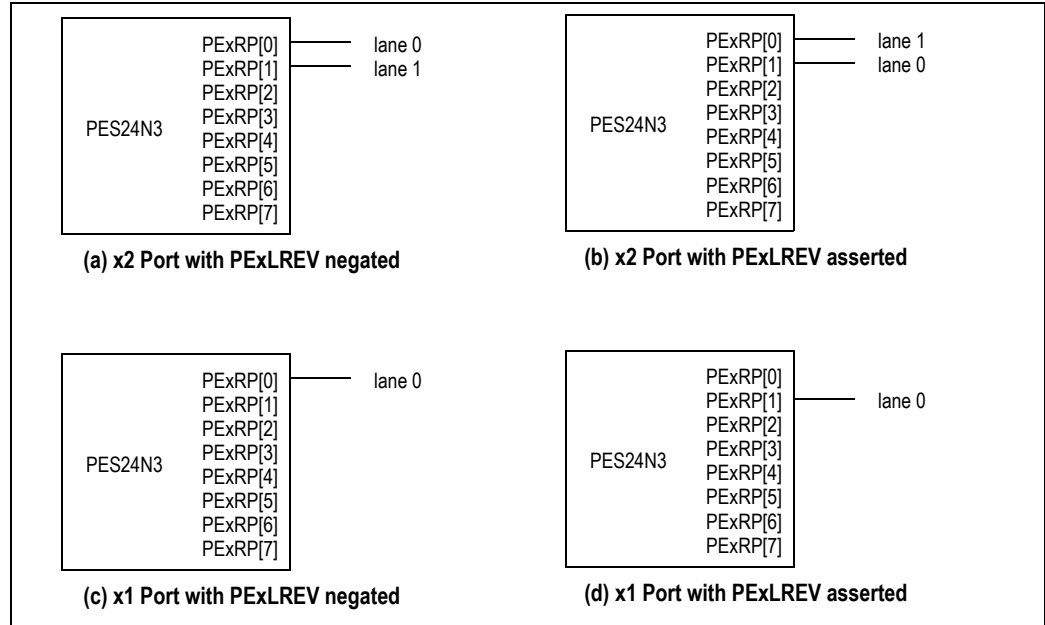 PExRP[0] lane 0
PExRP[1] lane 1
PExRP[2]
PExRP[3]
PES24N3
PExRP[4]
PExRP[5]
PExRP[6]
PExRP[7]
(a) x2 Port with PExLREV negated
PExRP[0] lane 1
PExRP[1] lane 0
PExRP[2]
PExRP[3]
PES24N3
PExRP[4]
PExRP[5]
PExRP[6]
PExRP[7]
(b) x2 Port with PExLREV asserted
PExRP[0] lane 0
PExRP[1]
PExRP[2]
PExRP[3]
PES24N3
PExRP[4]
PExRP[5]
PExRP[6]
PExRP[7]
(c) x1 Port with PExLREV negated
PExRP[0]
PExRP[1] lane 0
PExRP[2]
PExRP[3]
PES24N3
PExRP[4]
PExRP[5]
PExRP[6]
PExRP[7]
(d) x1 Port with PExLREV asserted